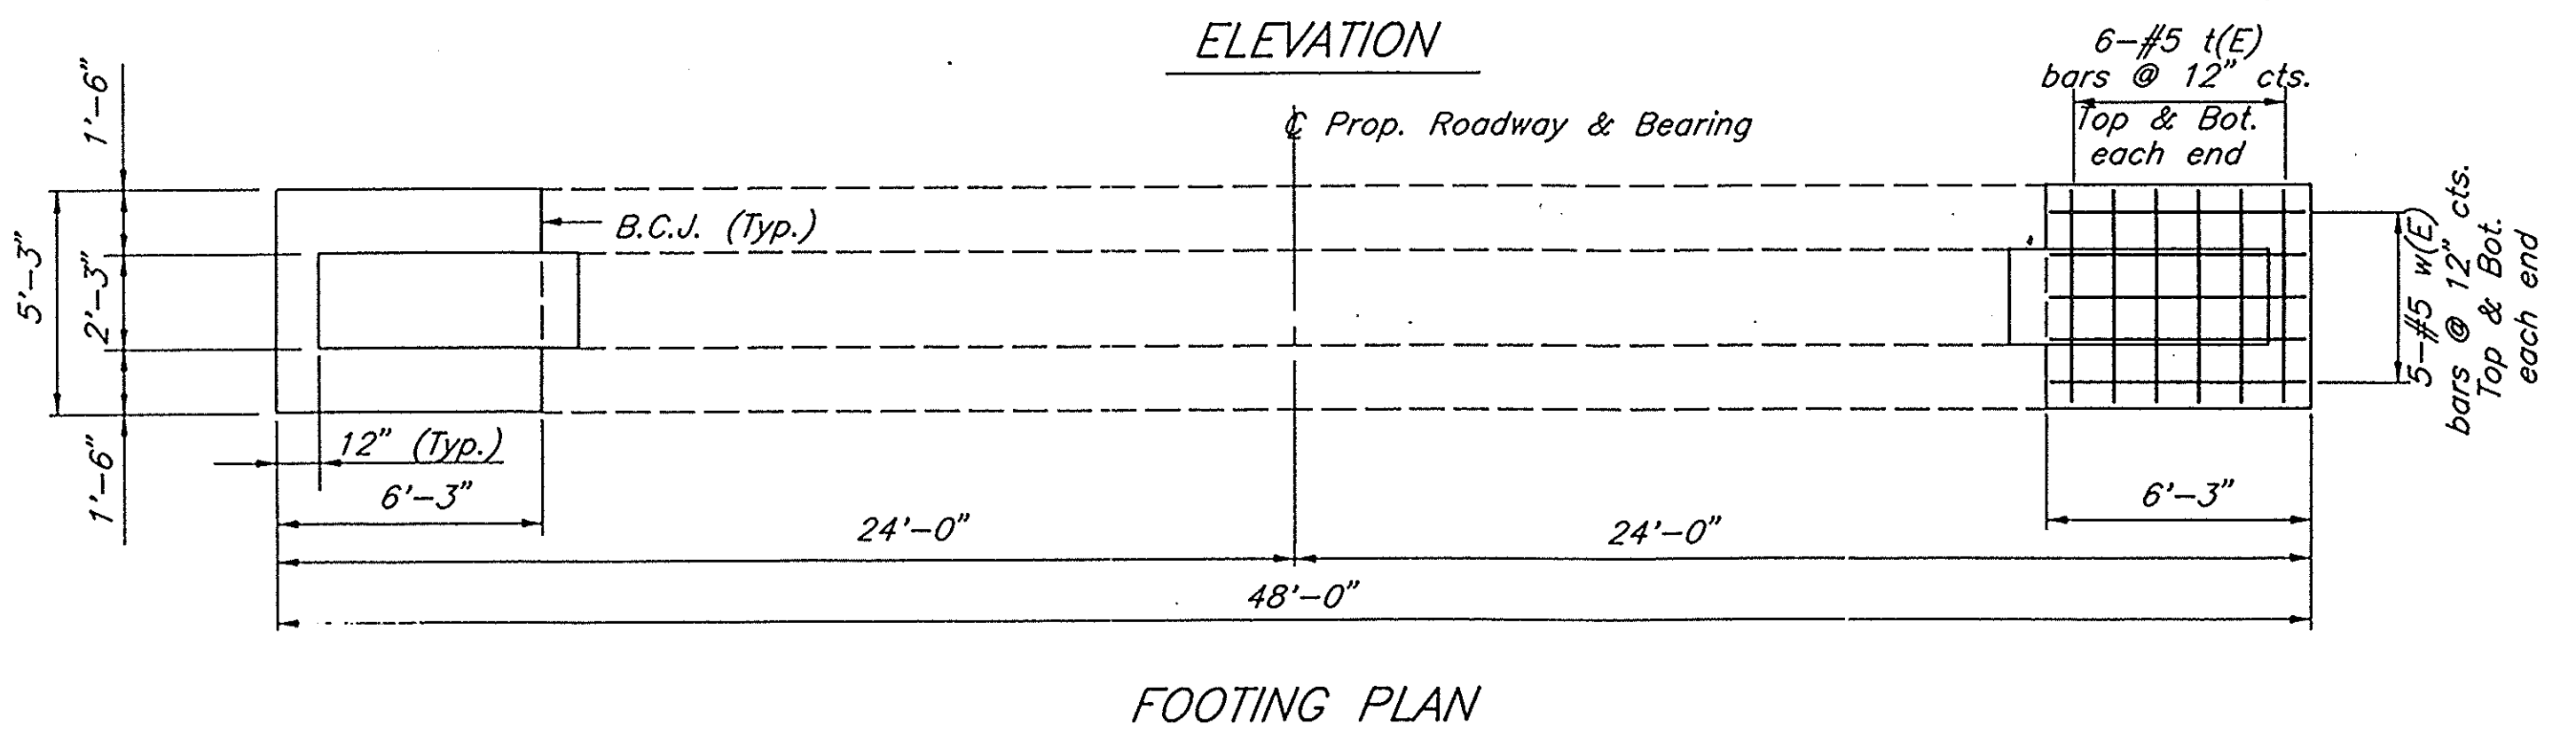 ELEVATION
6-#5 t(E)
bars @ 12" cts.
Top & Bot.
each end
℄ Prop. Roadway & Bearing
1'-6"
5'-3"
2'-3"
1'-6"
B.C.J. (Typ.)
5-#5 w(E)
bars @ 12" cts.
Top & Bot.
each end
12" (Typ.)
6'-3"
6'-3"
24'-0"
24'-0"
48'-0"
FOOTING PLAN